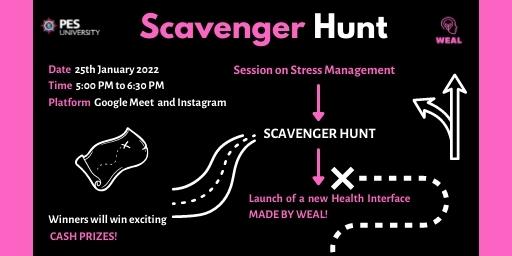 PES
UNIVERSITY
Scavenger Hunt
WEAL
Date 25th January 2022
Time 5:00 PM to 6:30 PM
Platform Google Meet and Instagram
Session on Stress Management
SCAVENGER HUNT
Launch of a new Health Interface
MADE BY WEAL!
Winners will win exciting
CASH PRIZES!